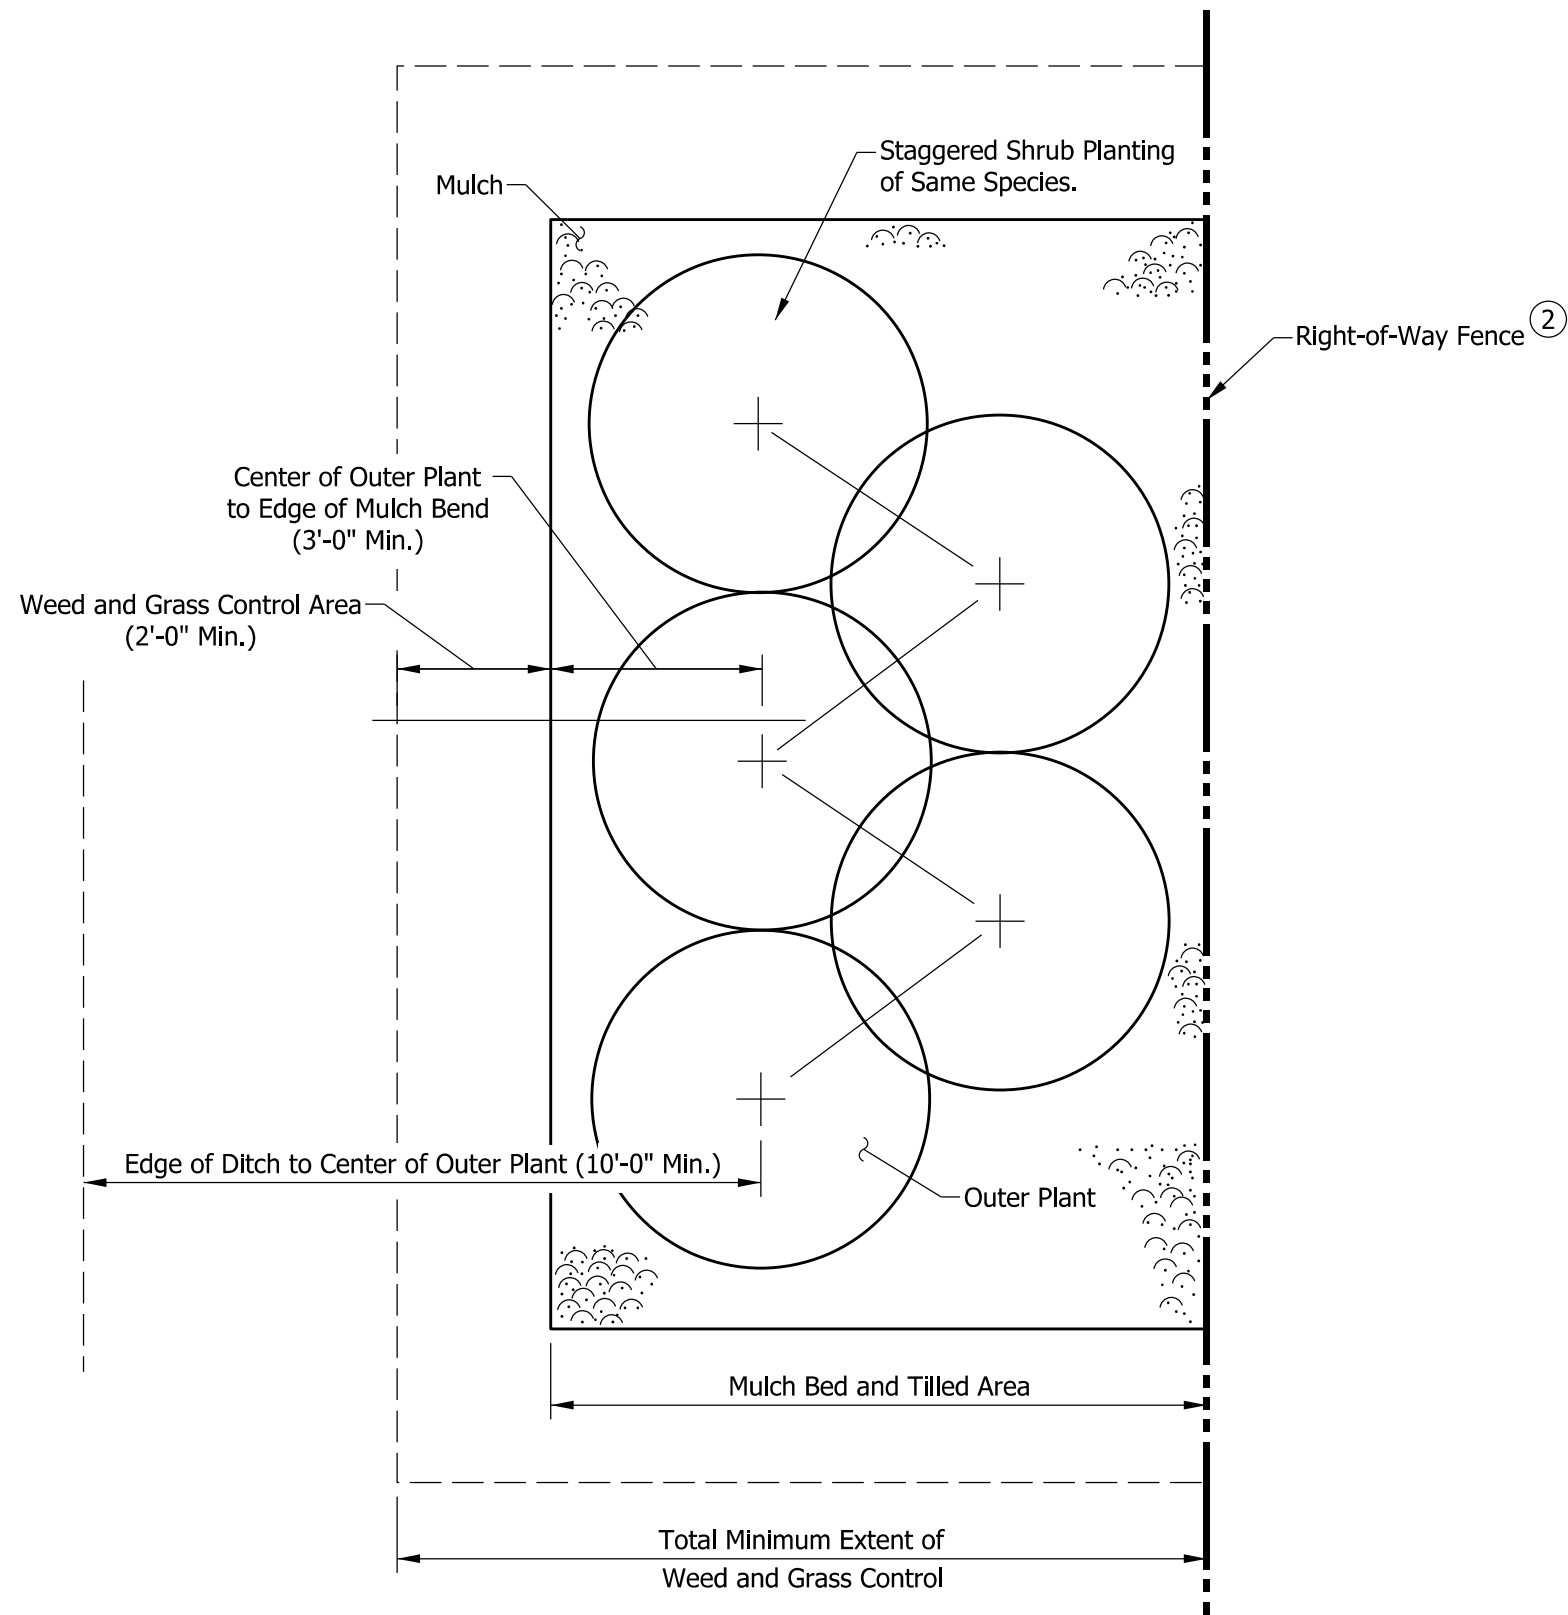 Staggered Shrub Planting
of Same Species.
Mulch
2
Right-of-Way Fence
Center of Outer Plant
to Edge of Mulch Bend
(3'-0" Min.)
Weed and Grass Control Area
(2'-0" Min.)
Edge of Ditch to Center of Outer Plant (10'-0" Min.)
Outer Plant
Mulch Bed and Tilled Area
Total Minimum Extent of
Weed and Grass Control